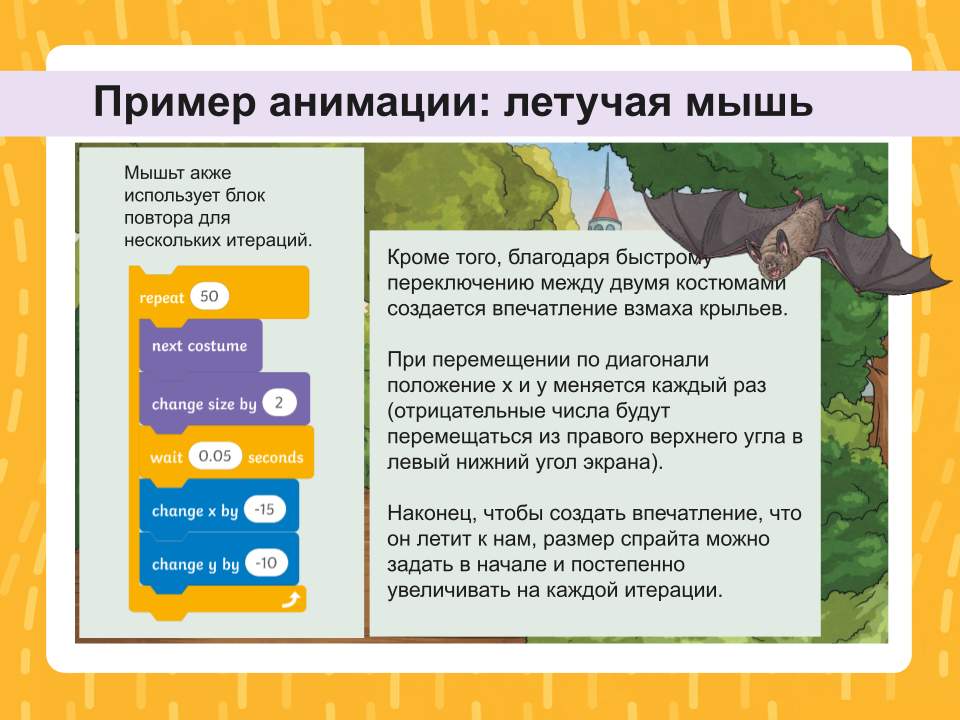 Пример анимации: летучая мышь
Мышьт акже
использует блок
повтора для
нескольких итераций.
repeat 50
next costume
change size by 2
wait 0.05 seconds
change x by -15
change y by -10
Кроме того, благодаря быстрому
переключению между двумя костюмами
создается впечатление взмаха крыльев.
При перемещении по диагонали
положение x и y меняется каждый раз
(отрицательные числа будут
перемещаться из правого верхнего угла в
левый нижний угол экрана).
Наконец, чтобы создать впечатление, что
он летит к нам, размер спрайта можно
задать в начале и постепенно
увеличивать на каждой итерации.